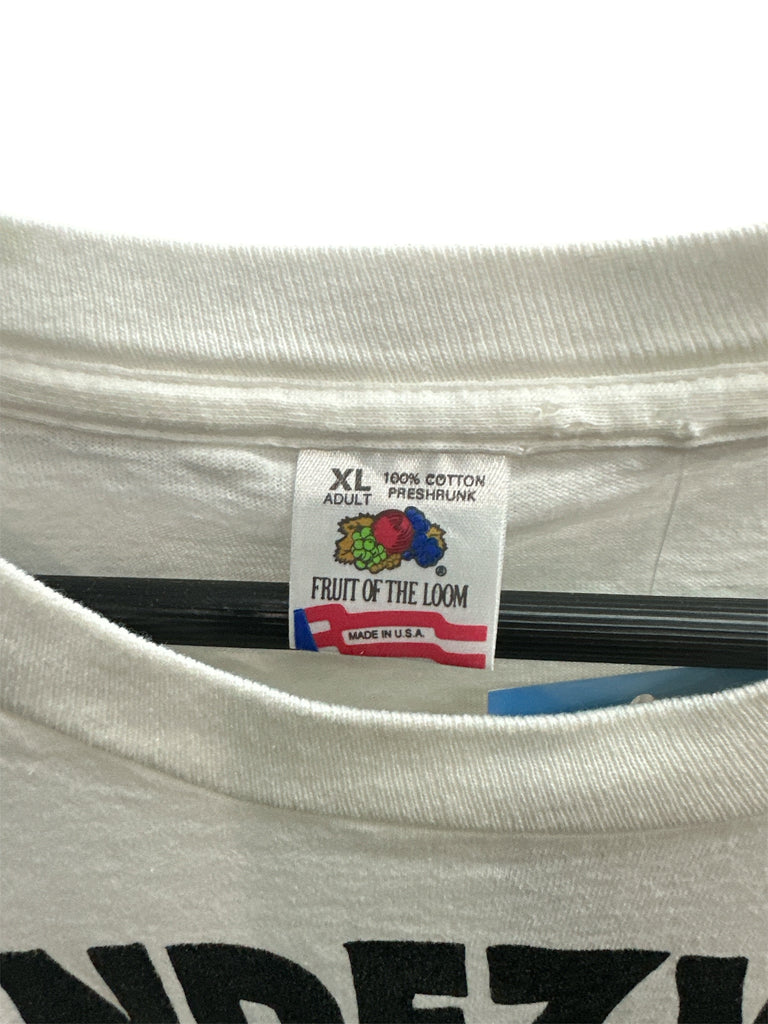 XL 100% COTTON
ADULT PRESHRUNK
®
FRUIT OF THE LOOM
MADE IN U.S.A.